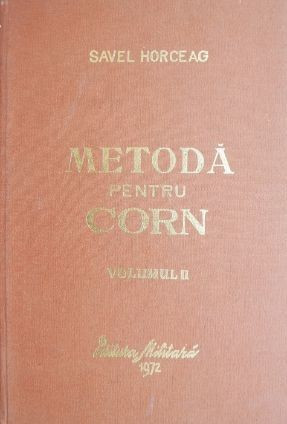 SAVEL HORCEAG
METODĂ
PENTRU
CORN
VOLUMUL II
Editura Militară
1972